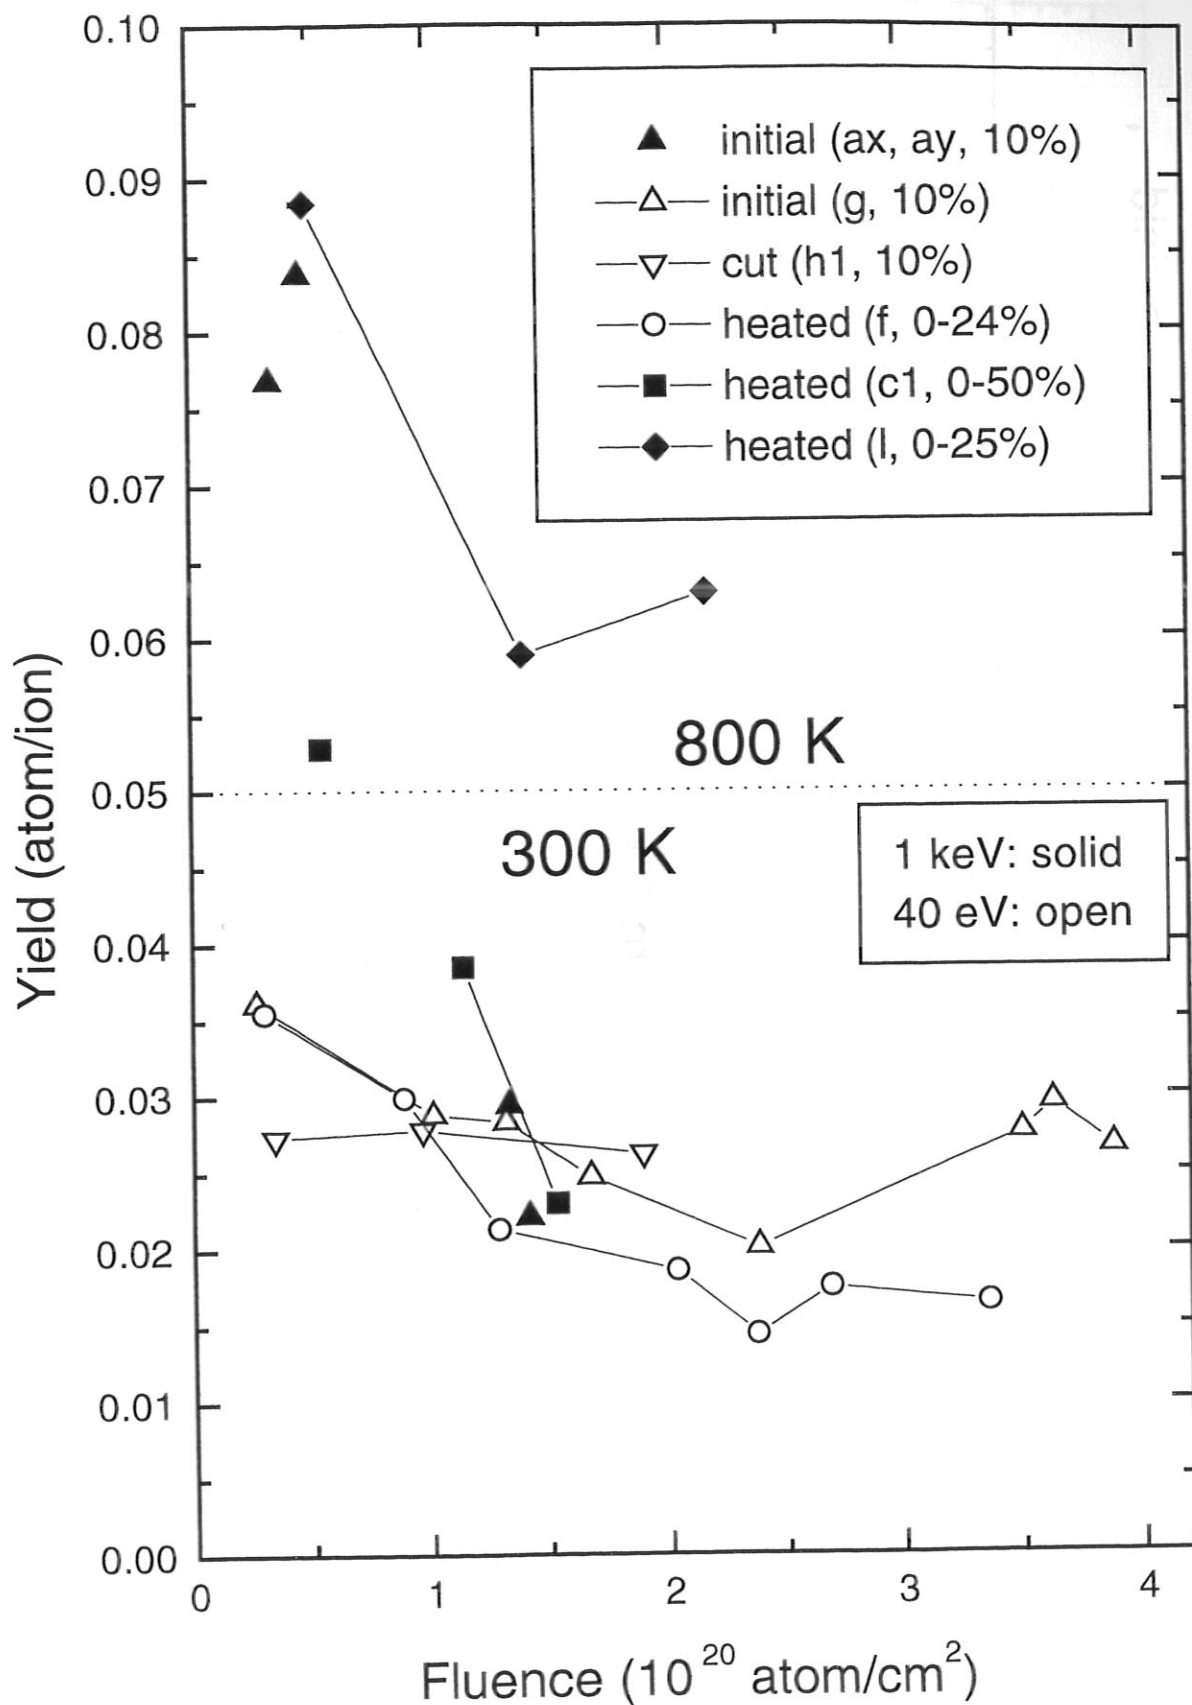 0.10
0.09
0.08
0.07
0.06
0.05
0.04
0.03
0.02
0.01
0.00
Yield (atom/ion)
initial (ax, ay, 10%)
initial (g, 10%)
cut (h1, 10%)
heated (f, 0-24%)
heated (c1, 0-50%)
heated (l, 0-25%)
800 K
300 K
1 keV: solid
40 eV: open
0 1 2 3 4
Fluence (10²⁰ atom/cm²)